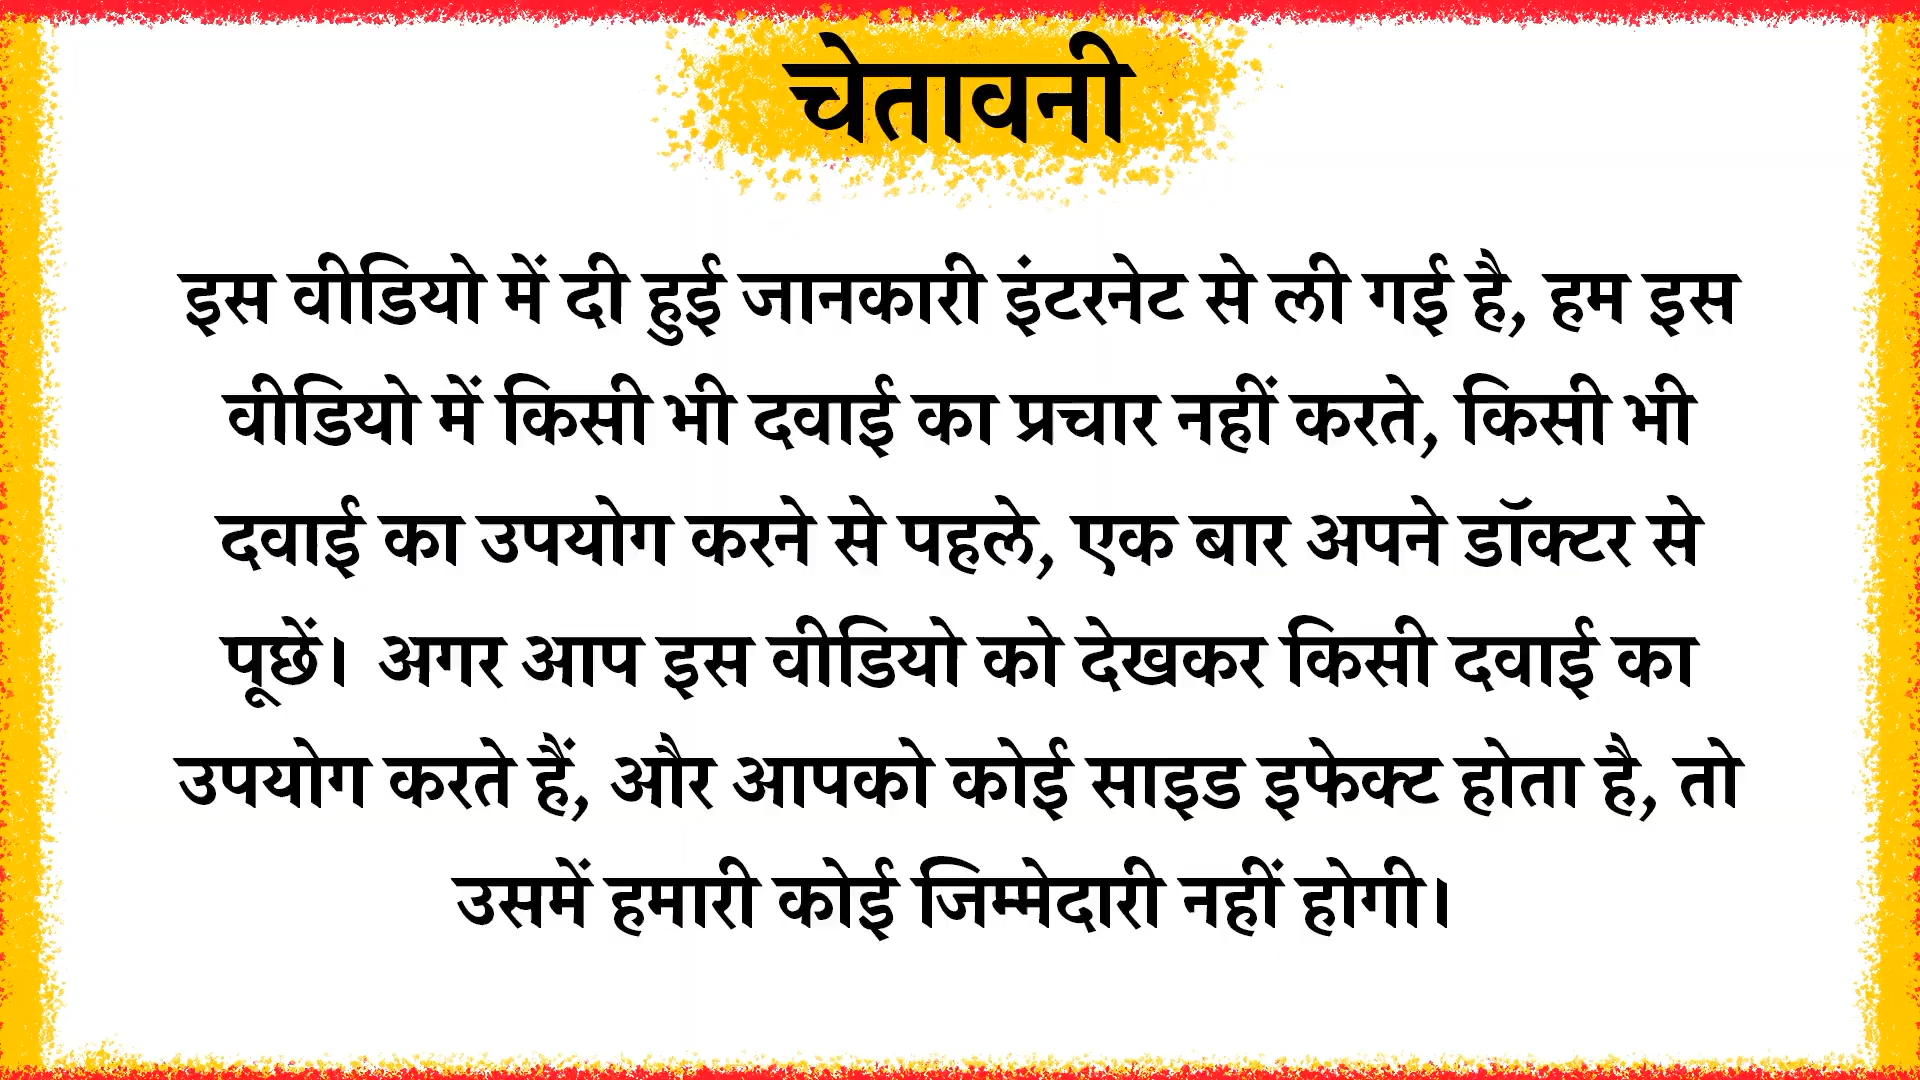 चेतावनी
इस वीडियो में दी हुई जानकारी इंटरनेट से ली गई है, हम इस
वीडियो में किसी भी दवाई का प्रचार नहीं करते, किसी भी
दवाई का उपयोग करने से पहले, एक बार अपने डॉक्टर से
पूछें। अगर आप इस वीडियो को देखकर किसी दवाई का
उपयोग करते हैं, और आपको कोई साइड इफेक्ट होता है, तो
उसमें हमारी कोई जिम्मेदारी नहीं होगी।